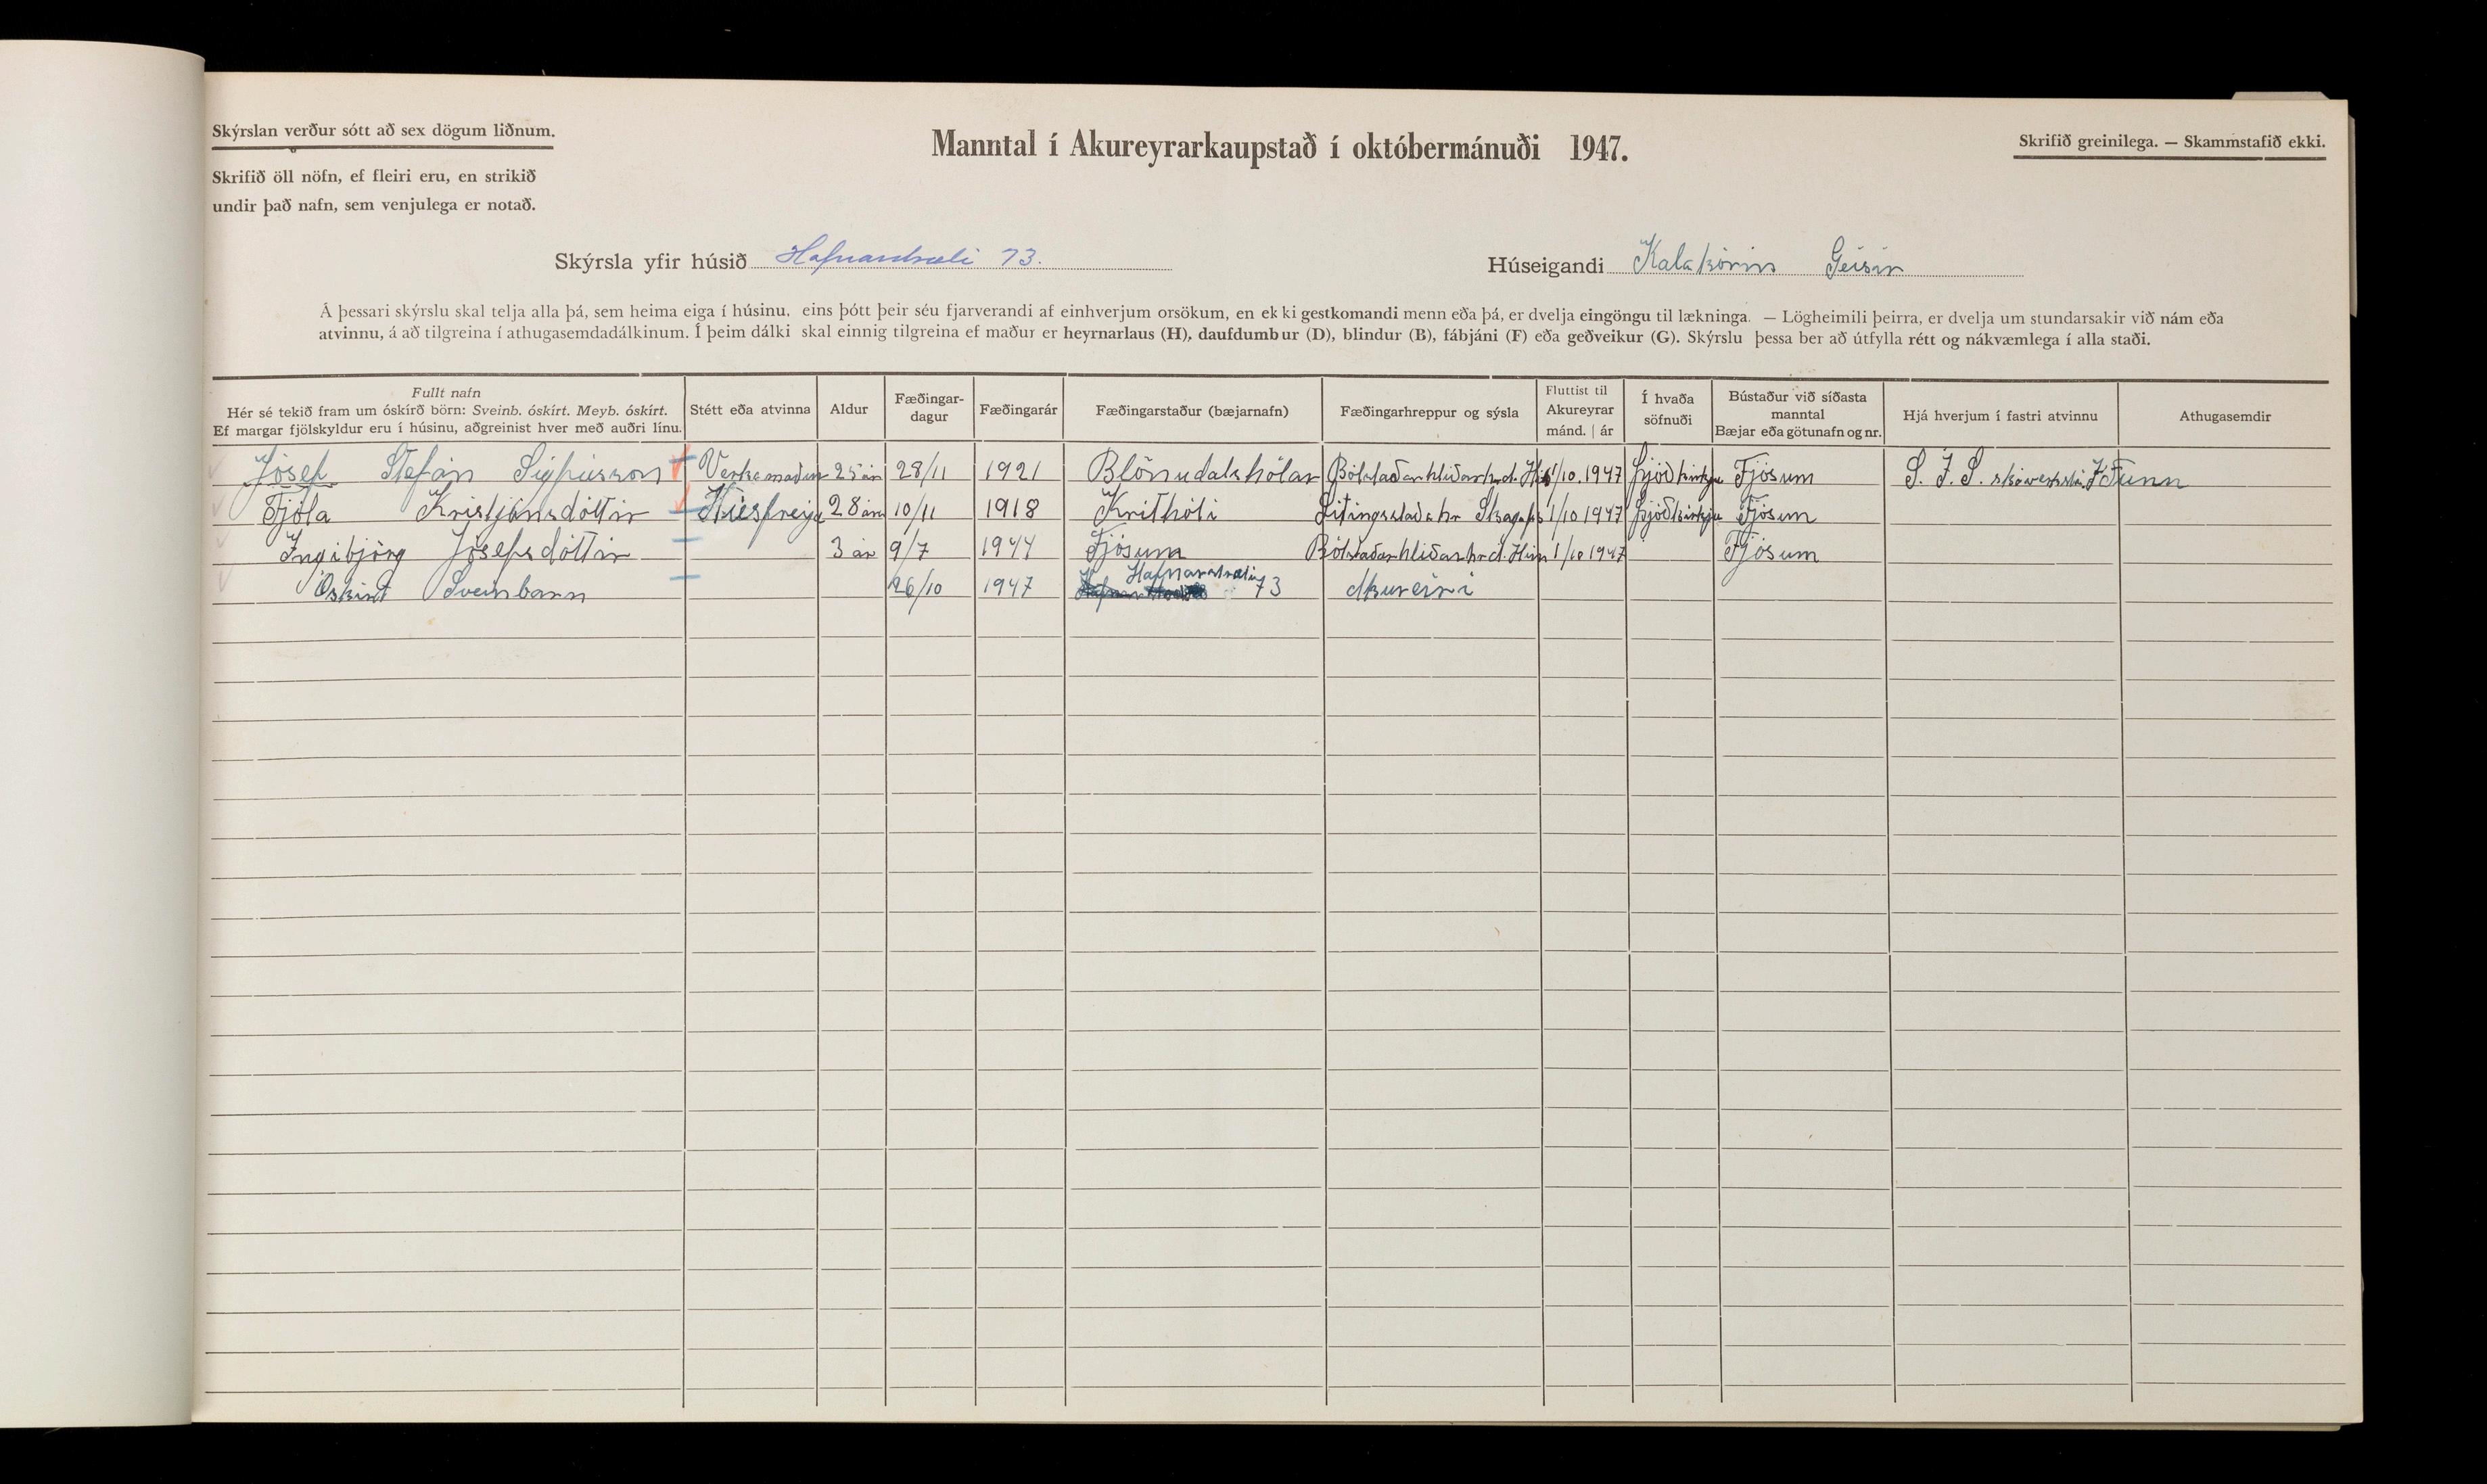 Skýrslan verður sótt að sex dögum liðnum.
Skrifið öll nöfn, ef fleiri eru, en strikið
undir það nafn, sem venjulega er notað.
Manntal í Akureyrarkaupstað í októbermánuði 1947.
Skrifið greinilega. — Skammstafið ekki.
Skýrsla yfir húsið Hafnarstræti 73.
Húseigandi Kalakórin Geisir
Á þessari skýrslu skal telja alla þá, sem heima eiga í húsinu, eins þótt þeir séu fjarverandi af einhverjum orsökum, en ekki gestkomandi menn eða þá, er dvelja eingöngu til lækninga. — Lögheimili þeirra, er dvelja um stundarsakir við nám eða
atvinnu, á að tilgreina í athugasemdadálkinum. Í þeim dálki skal einnig tilgreina ef maður er heyrnarlaus (H), daufdumbur (D), blindur (B), fábjáni (F) eða geðveikur (G). Skýrslu þessa ber að útfylla rétt og nákvæmlega í alla staði.
Fullt nafn
Hér sé tekið fram um óskírð börn: Sveinb. óskírt. Meyb. óskírt.
Ef margar fjölskyldur eru í húsinu, aðgreinist hver með auðri línu.
Stétt eða atvinna
Aldur
Fæðingar-
dagur
Fæðingarár
Fæðingarstaður (bæjarnafn)
Fæðingarhreppur og sýsla
Fluttist til
Akureyrar
mánd. | ár
Í hvaða
söfnuði
Bústaður við síðasta
manntal
Bæjar eða götunafn og nr.
Hjá hverjum í fastri atvinnu
Athugasemdir
Jósef Stefán Sigfússon Verkamaður 25 ár 28/11 1921 Blöndudalshólar Bólstaðarhliðarhr. 1/10 1947 Þjóðkirkju Fjósum S. Í. S.
Fjóla Kristjánsdóttir Húsfreyja 28 ára 10/11 1918 Krithóli Litingsstaðahr Skagafj 1/10 1947 Þjóðkirkju Fjósum
Ingibjörg Jósefsdóttir 3 ár 9/7 1944 Fjósum Bólstaðarhliðarhr. 1/10 1947 Fjósum
Óskírt Sveinbarn 26/10 1947 Hafnarstræti 73 Akureiri